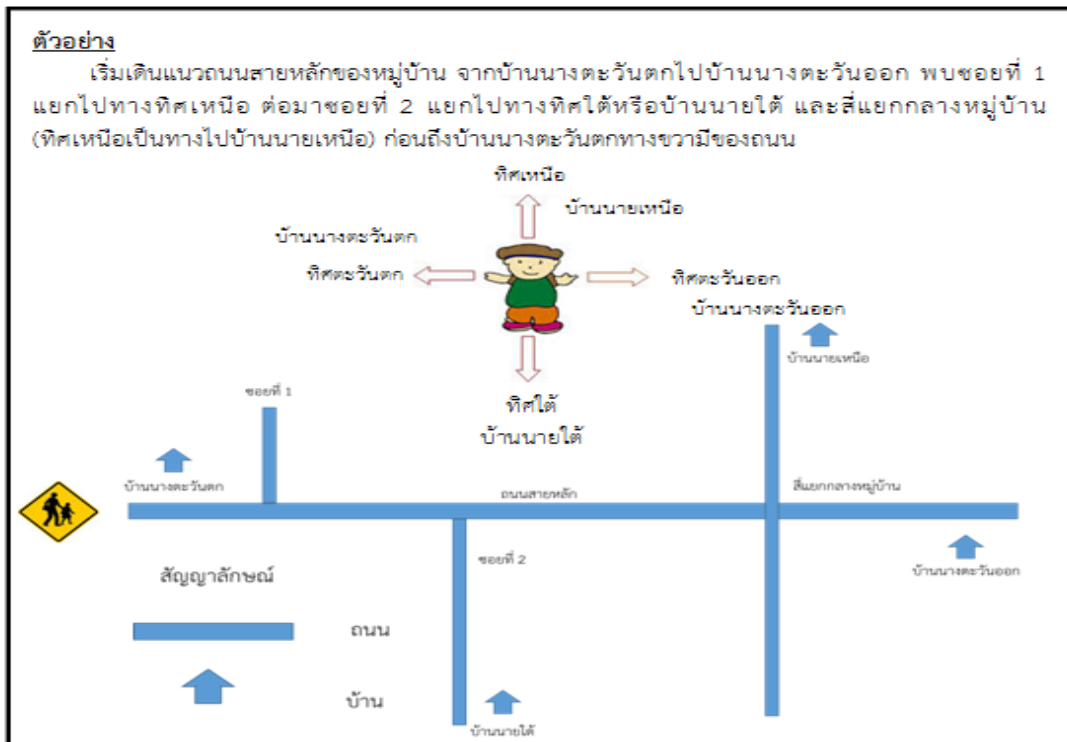 ตัวอย่าง
เริ่มเดินแนวถนนสายหลักของหมู่บ้าน จากบ้านนางตะวันตกไปบ้านนางตะวันออก พบซอยที่ 1
แยกไปทางทิศเหนือ ต่อมาซอยที่ 2 แยกไปทางทิศใต้หรือบ้านนายใต้ และสี่แยกกลางหมู่บ้าน
(ทิศเหนือเป็นทางไปบ้านนายเหนือ) ก่อนถึงบ้านนางตะวันตกทางขวามีของถนน
ทิศเหนือ
บ้านนายเหนือ
บ้านนางตะวันตก
ทิศตะวันตก
ทิศตะวันออก
บ้านนางตะวันออก
บ้านนายเหนือ
ซอยที่ 1
ทิศใต้
บ้านนายใต้
บ้านนางตะวันตก
ถนนสายหลัก
สี่แยกกลางหมู่บ้าน
ซอยที่ 2
บ้านนางตะวันออก
สัญญาลักษณ์
ถนน
บ้าน
บ้านนายใต้